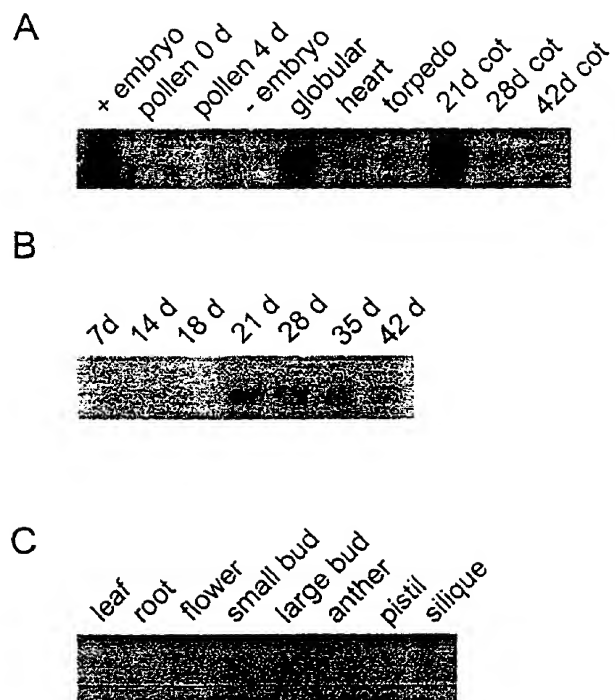 A
+ embryo
pollen 0 d
pollen 4 d
- embryo
globular
heart
torpedo
21d cot
28d cot
42d cot
B
7d
14 d
18 d
21 d
28 d
35 d
42 d
C
leaf
root
flower
small bud
large bud
anther
pistil
silique